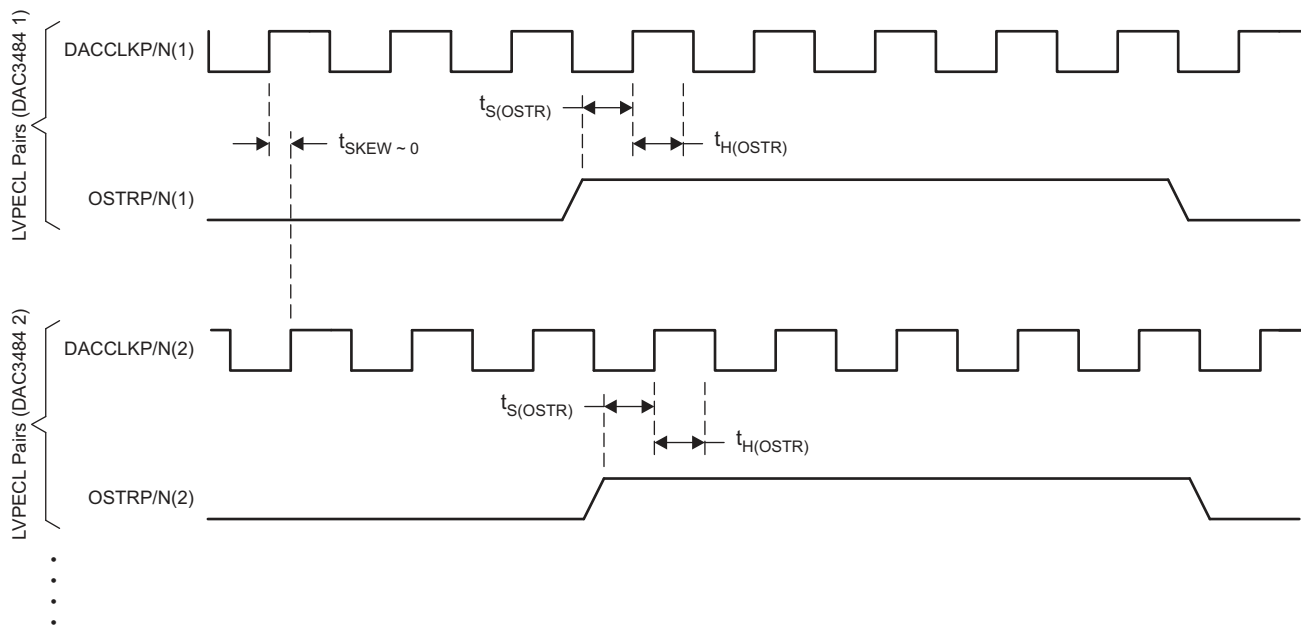 LVPECL Pairs (DAC3484 1)
DACCLKP/N(1)
tS(OSTR)
tSKEW ~ 0
tH(OSTR)
OSTRP/N(1)
LVPECL Pairs (DAC3484 2)
DACCLKP/N(2)
tS(OSTR)
tH(OSTR)
OSTRP/N(2)